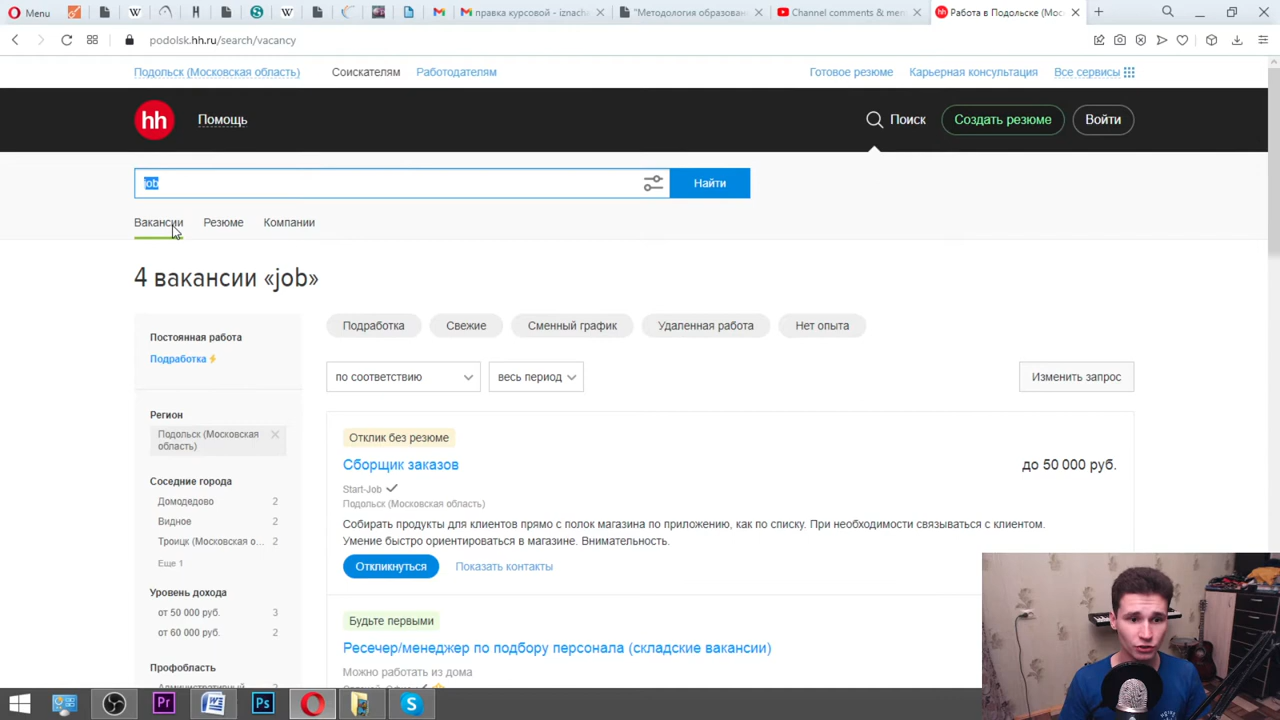 Menu
правка курсовой - iznacha
"Методология образован
Channel comments & men
Работа в Подольске (Мос
podolsk.hh.ru/search/vacancy
Подольск (Московская область)
Соискателям
Работодателям
Готовое резюме
Карьерная консультация
Все сервисы
hh
Помощь
Поиск
Создать резюме
Войти
job
Найти
Вакансии
Резюме
Компании
4 вакансии «job»
Постоянная работа
Подработка
Подработка
Свежие
Сменный график
Удаленная работа
Нет опыта
по соответствию
весь период
Изменить запрос
Регион
Подольск (Московская
область)
Соседние города
Домодедово 2
Видное 2
Троицк (Московская о... 2
Еще 1
Уровень дохода
от 50 000 руб. 3
от 60 000 руб. 2
Профобласть
Отклик без резюме
Сборщик заказов
до 50 000 руб.
Start-Job
Подольск (Московская область)
Собирать продукты для клиентов прямо с полок магазина по приложению, как по списку. При необходимости связываться с клиентом.
Умение быстро ориентироваться в магазине. Внимательность.
Откликнуться
Показать контакты
Будьте первыми
Ресечер/менеджер по подбору персонала (складские вакансии)
Можно работать из дома
Pr
Ps